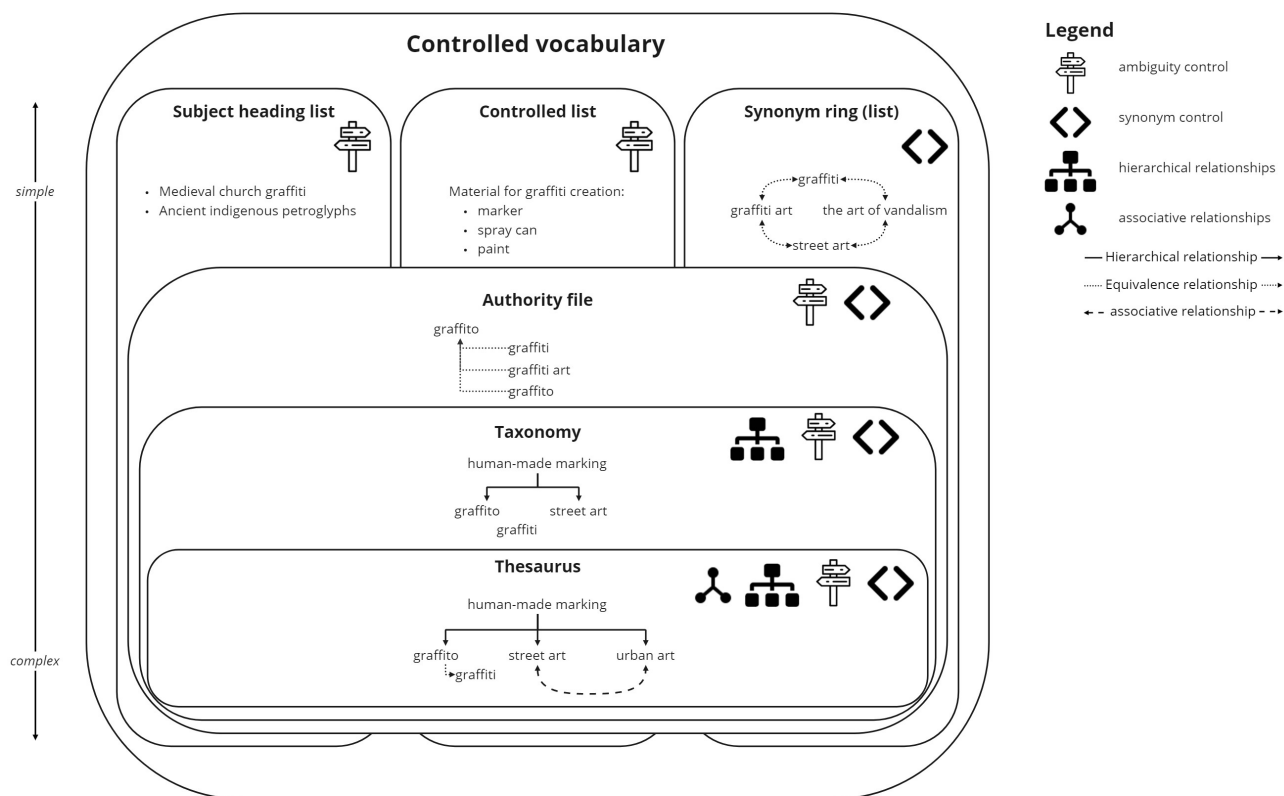 Controlled vocabulary
Legend
ambiguity control
synonym control
hierarchical relationships
associative relationships
Hierarchical relationship
Equivalence relationship
associative relationship
simple
complex
Subject heading list
Medieval church graffiti
Ancient indigenous petroglyphs
Controlled list
Material for graffiti creation:
marker
spray can
paint
Synonym ring (list)
graffiti
graffiti art
the art of vandalism
street art
Authority file
graffito
graffiti
graffiti art
graffito
Taxonomy
human-made marking
graffito
street art
graffiti
Thesaurus
human-made marking
graffito
street art
urban art
graffiti